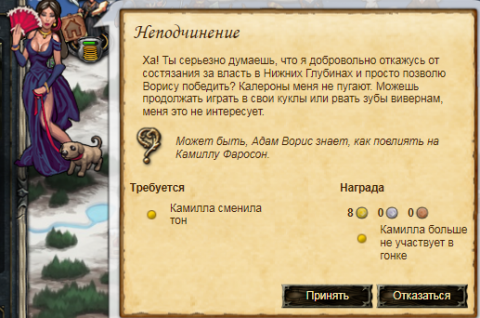 Неподчинение
Ха! Ты серьезно думаешь, что я добровольно откажусь от
состязания за власть в Нижних Глубинах и просто позволю
Ворису победить? Калероны меня не пугают. Можешь
продолжать играть в свои куклы или рвать зубы вивернам,
меня это не интересует.
Может быть, Адам Ворис знает, как повлиять на
Камиллу Фаросон.
Требуется
Камилла сменила
тон
Награда
8 0 0
Камилла больше
не участвует в
гонке
Принять
Отказаться